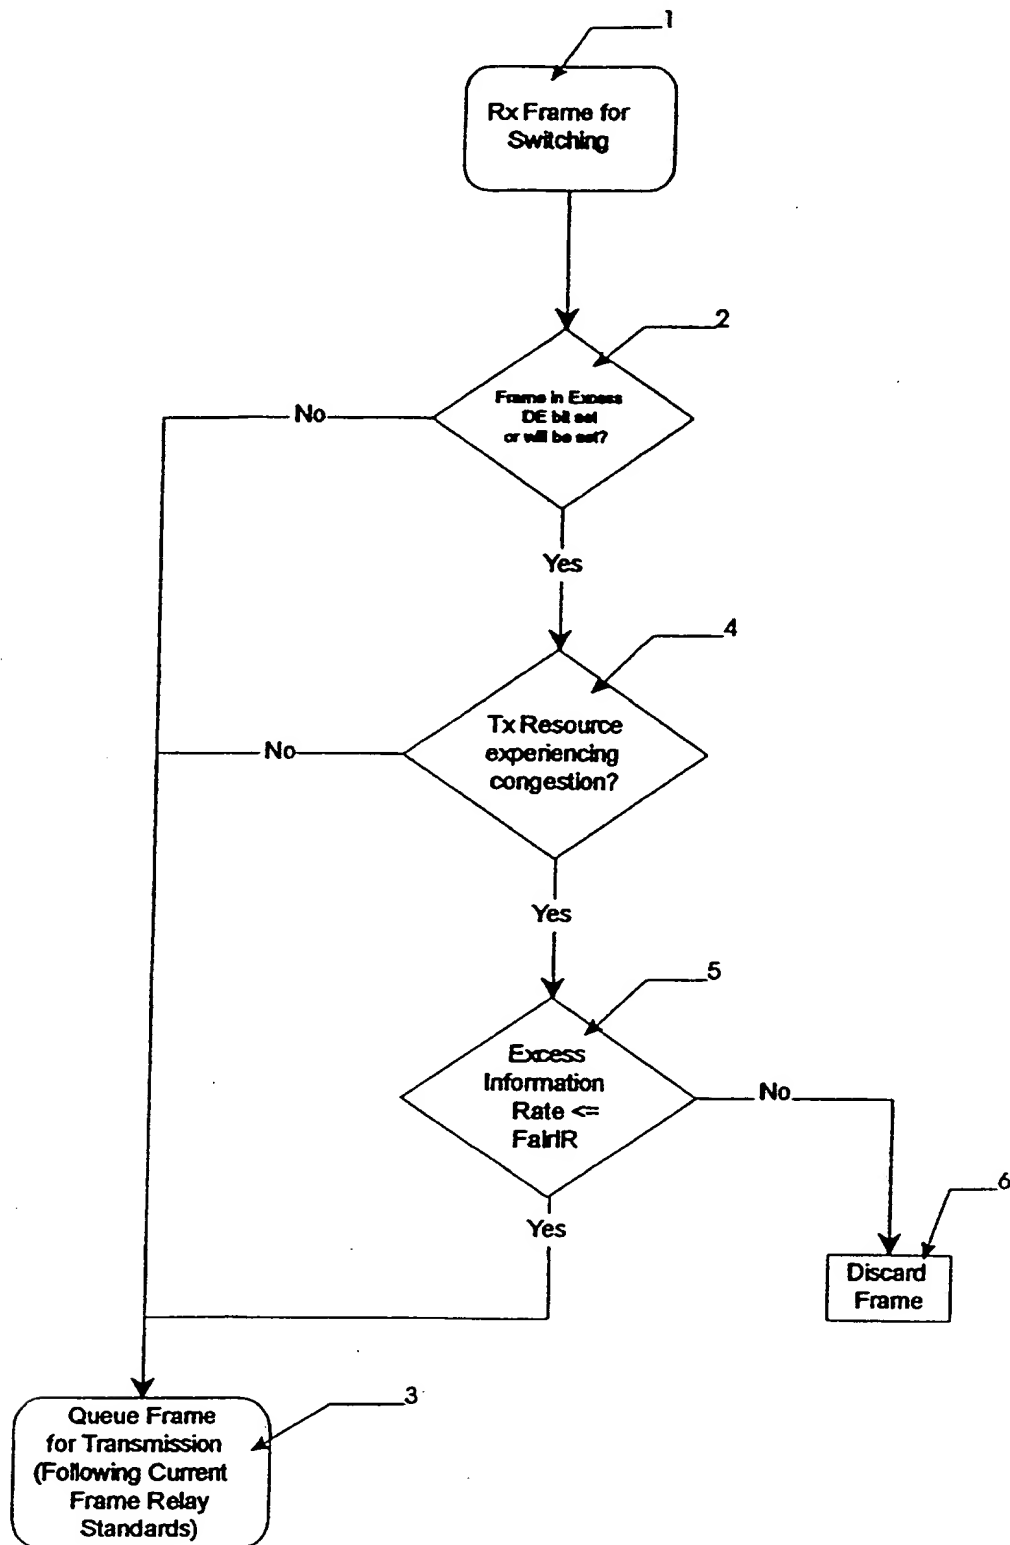 1
Rx Frame for
Switching
2
Frame in Excess
DE bit set
or will be set?
No
Yes
4
Tx Resource
experiencing
congestion?
No
Yes
5
Excess
Information
Rate <=
FairIR
No
Yes
6
Discard
Frame
3
Queue Frame
for Transmission
(Following Current
Frame Relay
Standards)